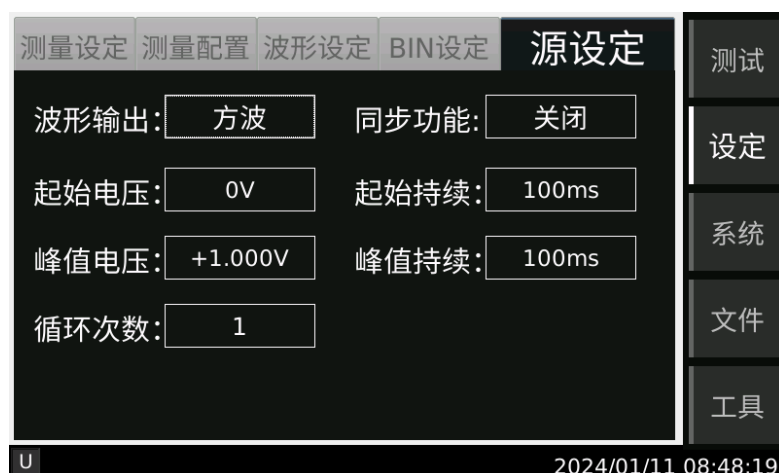 测量设定 测量配置 波形设定 BIN设定 源设定
波形输出: 方波 同步功能: 关闭
起始电压: 0V 起始持续: 100ms
峰值电压: +1.000V 峰值持续: 100ms
循环次数: 1
测试
设定
系统
文件
工具
U 2024/01/11 08:48:19